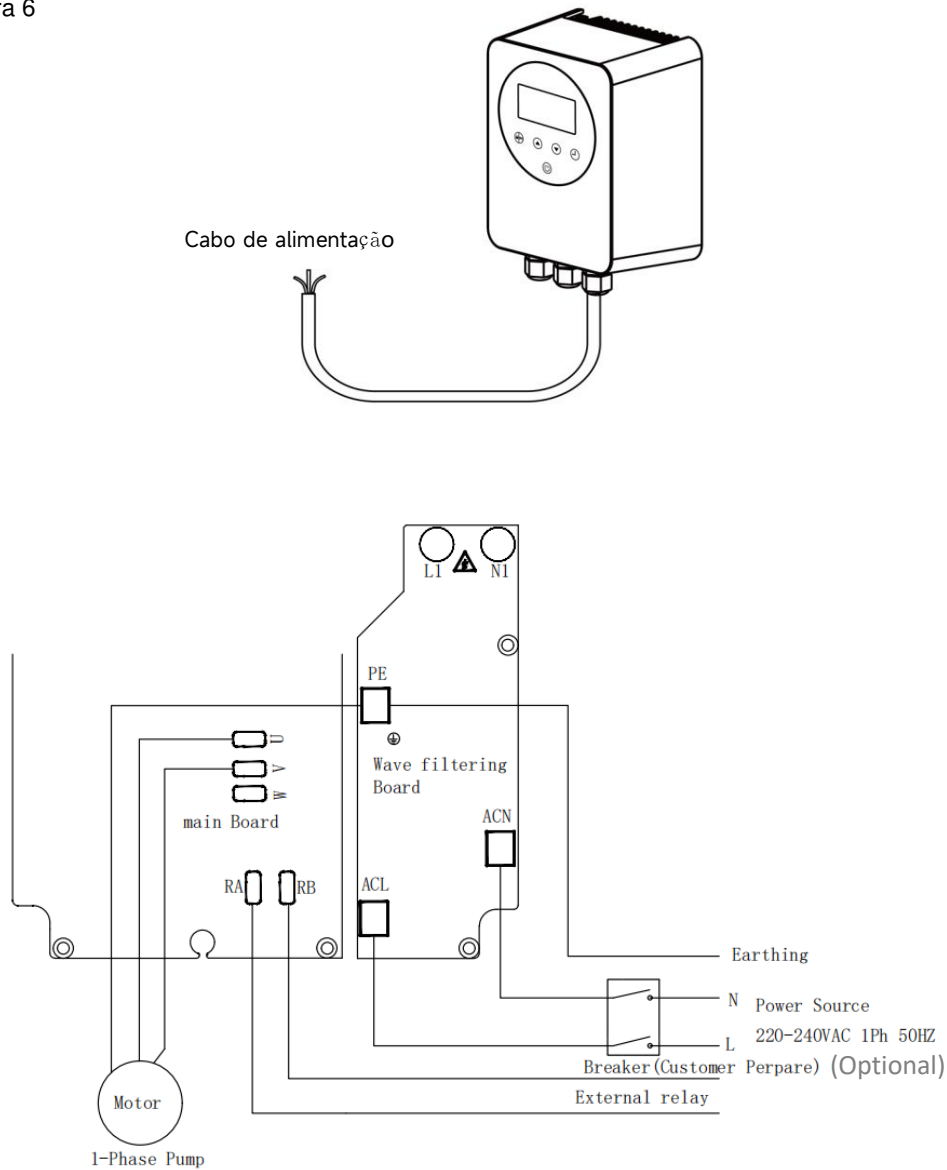 ra 6
Cabo de alimentação
L1
N1
PE
U
V
W
Wave filtering
Board
main Board
ACN
RA
RB
ACL
Earthing
N
Power Source
L
220-240VAC 1Ph 50HZ
Breaker(Customer Perpare) (Optional)
External relay
Motor
1-Phase Pump